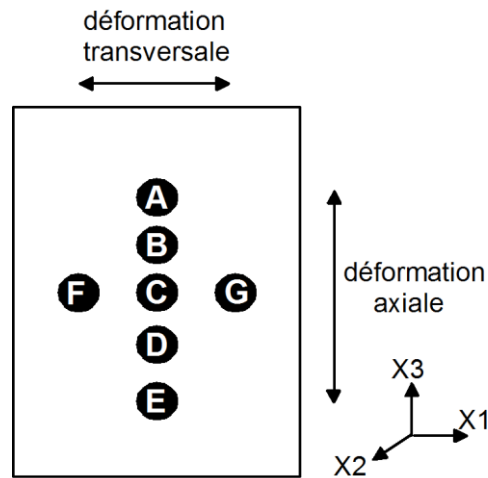 déformation
transversale
A
B
F C G
D
E
déformation
axiale
X3
X1
X2